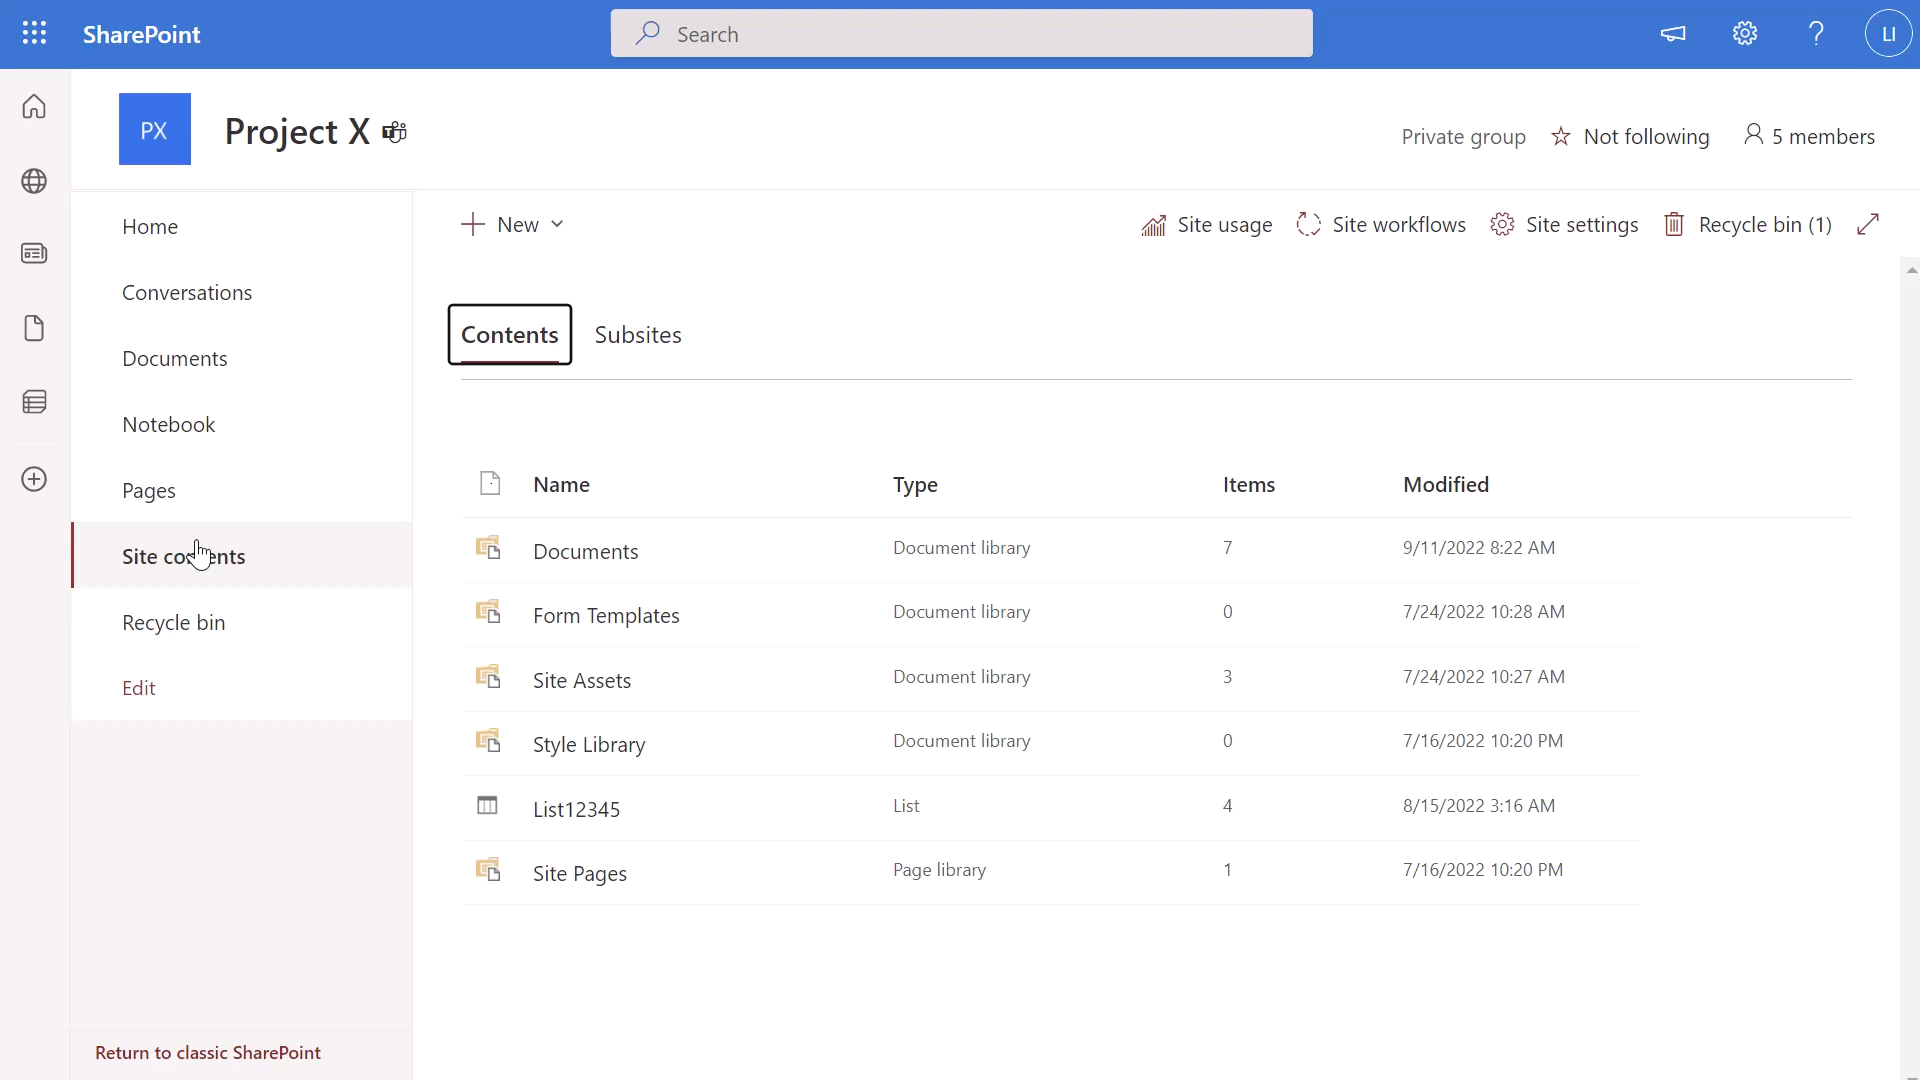 SharePoint
Search
LI
PX
Project X
Private group
Not following
5 members
Home
Conversations
Documents
Notebook
Pages
Site contents
Recycle bin
Edit
Return to classic SharePoint
New
Site usage
Site workflows
Site settings
Recycle bin (1)
Contents
Subsites
Name Type Items Modified
Documents Document library 7 9/11/2022 8:22 AM
Form Templates Document library 0 7/24/2022 10:28 AM
Site Assets Document library 3 7/24/2022 10:27 AM
Style Library Document library 0 7/16/2022 10:20 PM
List12345 List 4 8/15/2022 3:16 AM
Site Pages Page library 1 7/16/2022 10:20 PM